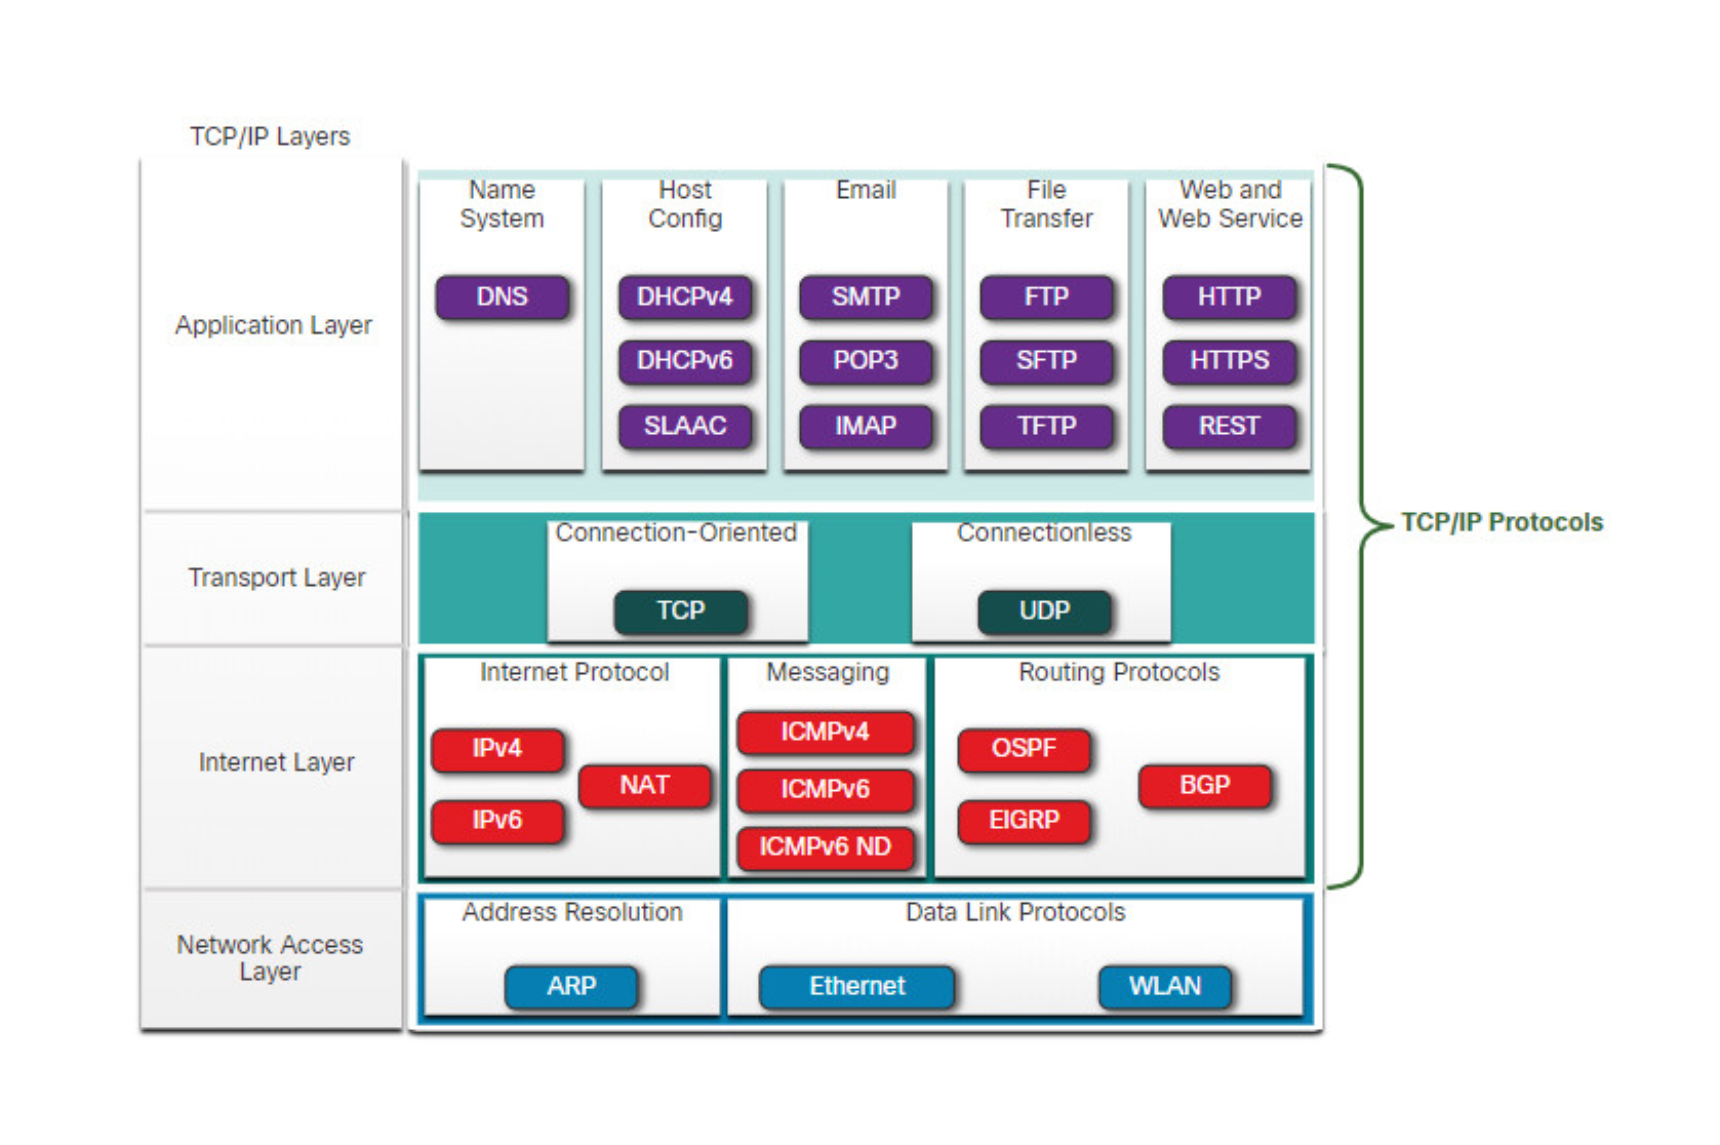 TCP/IP Layers
Application Layer
Name
System
DNS
Host
Config
DHCPv4
DHCPv6
SLAAC
Email
SMTP
POP3
IMAP
File
Transfer
FTP
SFTP
TFTP
Web and
Web Service
HTTP
HTTPS
REST
Transport Layer
Connection-Oriented
TCP
Connectionless
UDP
Internet Layer
Internet Protocol
IPv4
IPv6
NAT
Messaging
ICMPv4
ICMPv6
ICMPv6 ND
Routing Protocols
OSPF
EIGRP
BGP
Network Access
Layer
Address Resolution
ARP
Data Link Protocols
Ethernet
WLAN
TCP/IP Protocols